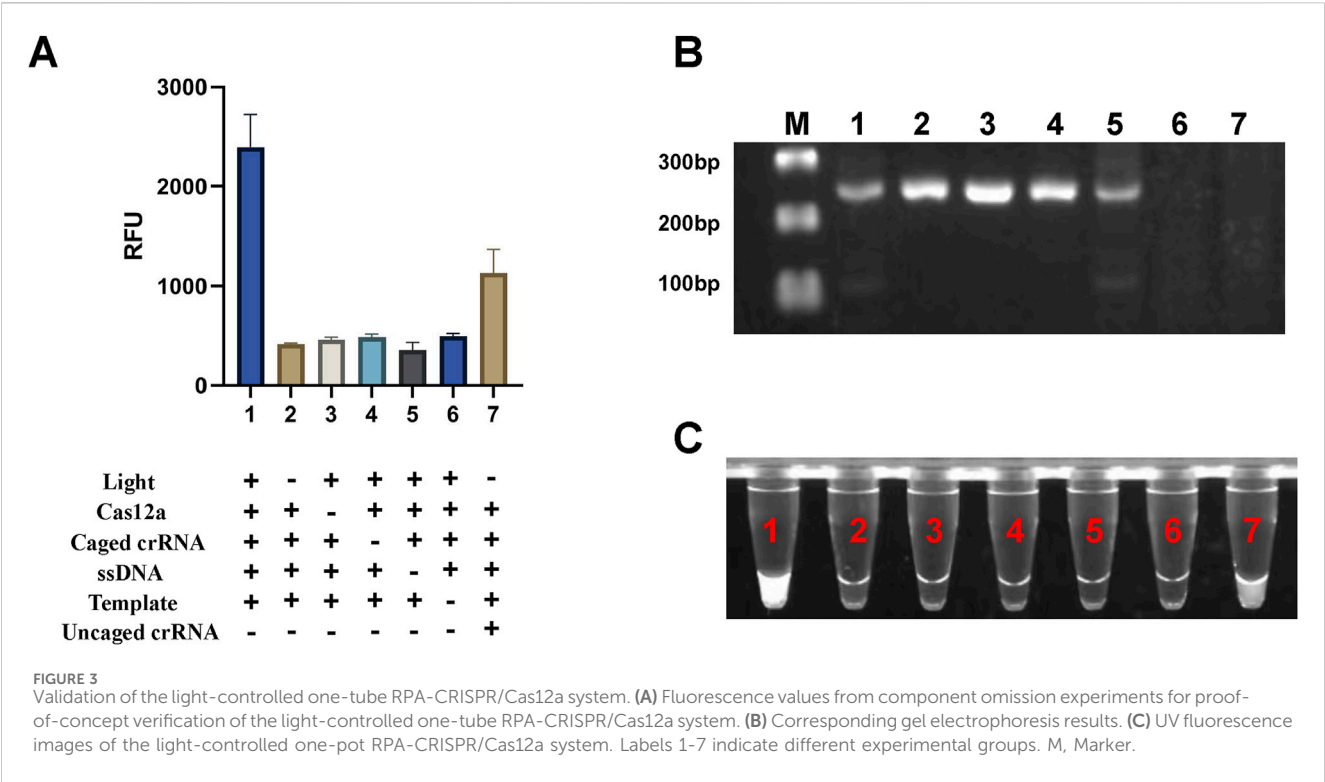 A
3000
2000
1000
0
RFU
1 2 3 4 5 6 7
Light + - + + + + -
Cas12a + + - + + + +
Caged crRNA + + + - + + +
ssDNA + + + + - + +
Template + + + + + - +
Uncaged crRNA - - - - - - +
B
M 1 2 3 4 5 6 7
300bp
200bp
100bp
C
1 2 3 4 5 6 7
FIGURE 3
Validation of the light-controlled one-tube RPA-CRISPR/Cas12a system. (A) Fluorescence values from component omission experiments for proof-
of-concept verification of the light-controlled one-tube RPA-CRISPR/Cas12a system. (B) Corresponding gel electrophoresis results. (C) UV fluorescence
images of the light-controlled one-pot RPA-CRISPR/Cas12a system. Labels 1-7 indicate different experimental groups. M, Marker.